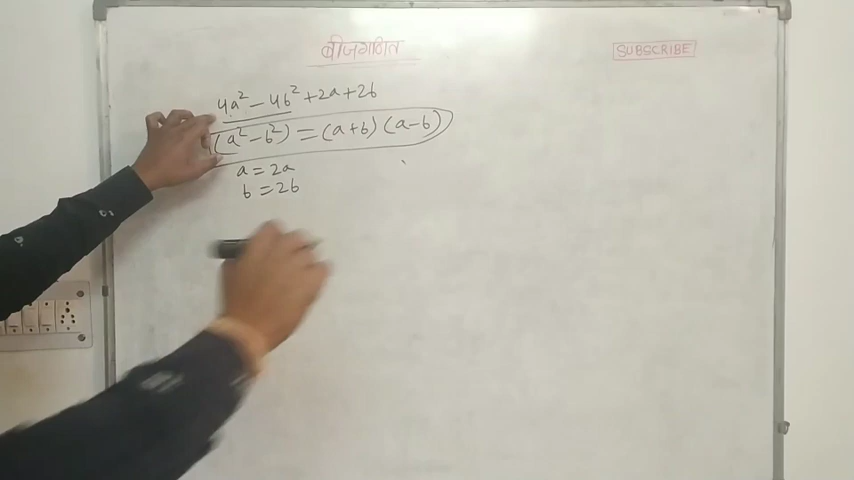 बीजगणित
SUBSCRIBE
4a² - 4b² + 2a + 2b
(a² - b²) = (a + b) (a - b)
a = 2a
b = 2b